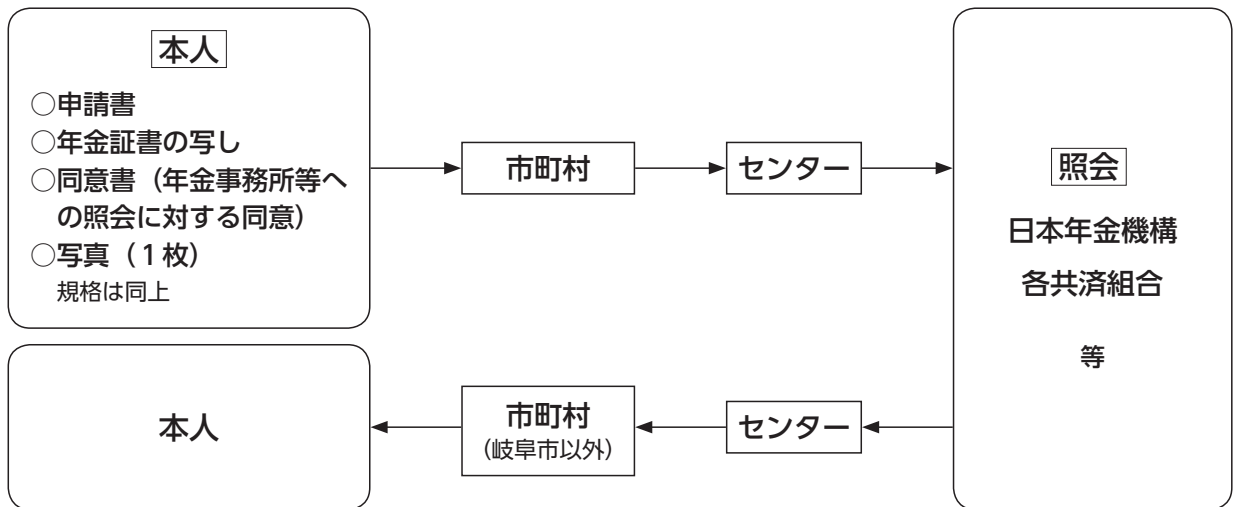 本人
○申請書
○年金証書の写し
○同意書（年金事務所等へ
の照会に対する同意）
○写真（１枚）
規格は同上
市町村
センター
照会
日本年金機構
各共済組合
等
本人
市町村
（岐阜市以外）
センター